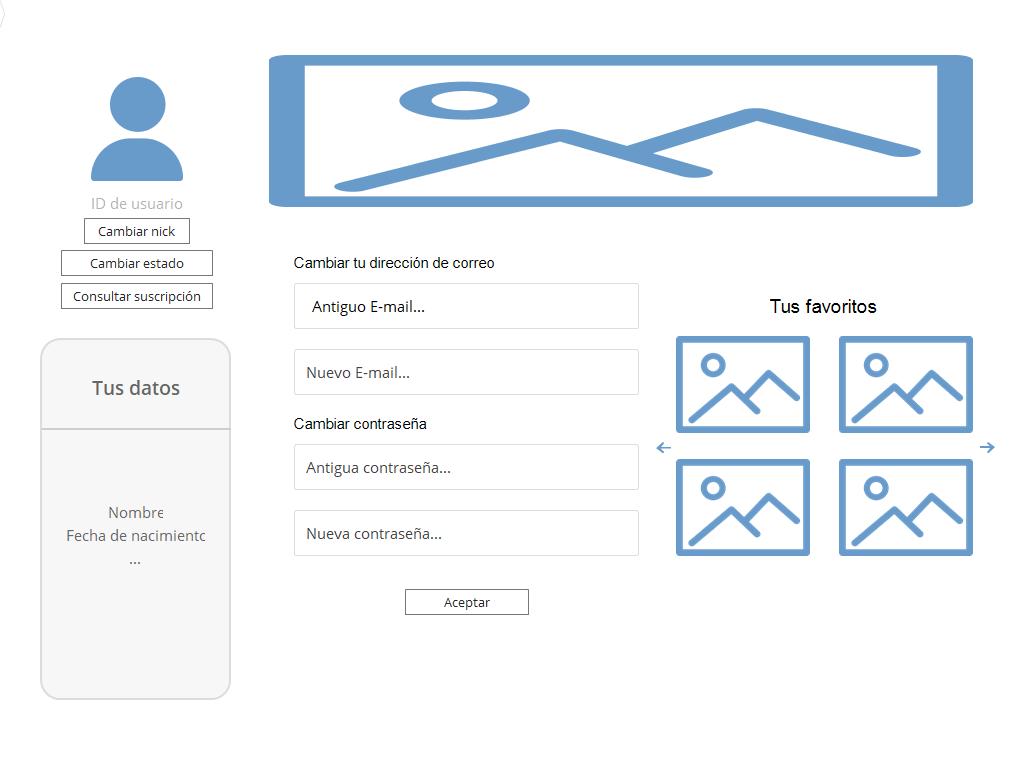 ID de usuario
Cambiar nick
Cambiar estado
Consultar suscripción
Tus datos
Nombre
Fecha de nacimiento
...
Cambiar tu dirección de correo
Antiguo E-mail...
Nuevo E-mail...
Cambiar contraseña
Antigua contraseña...
Nueva contraseña...
Aceptar
Tus favoritos